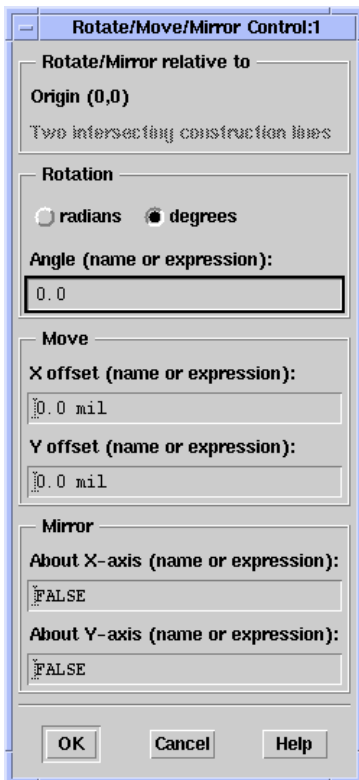 Rotate/Move/Mirror Control:1
Rotate/Mirror relative to
Origin (0,0)
Two intersecting construction lines
Rotation
radians degrees
Angle (name or expression):
0.0
Move
X offset (name or expression):
0.0 mil
Y offset (name or expression):
0.0 mil
Mirror
About X-axis (name or expression):
FALSE
About Y-axis (name or expression):
FALSE
OK Cancel Help